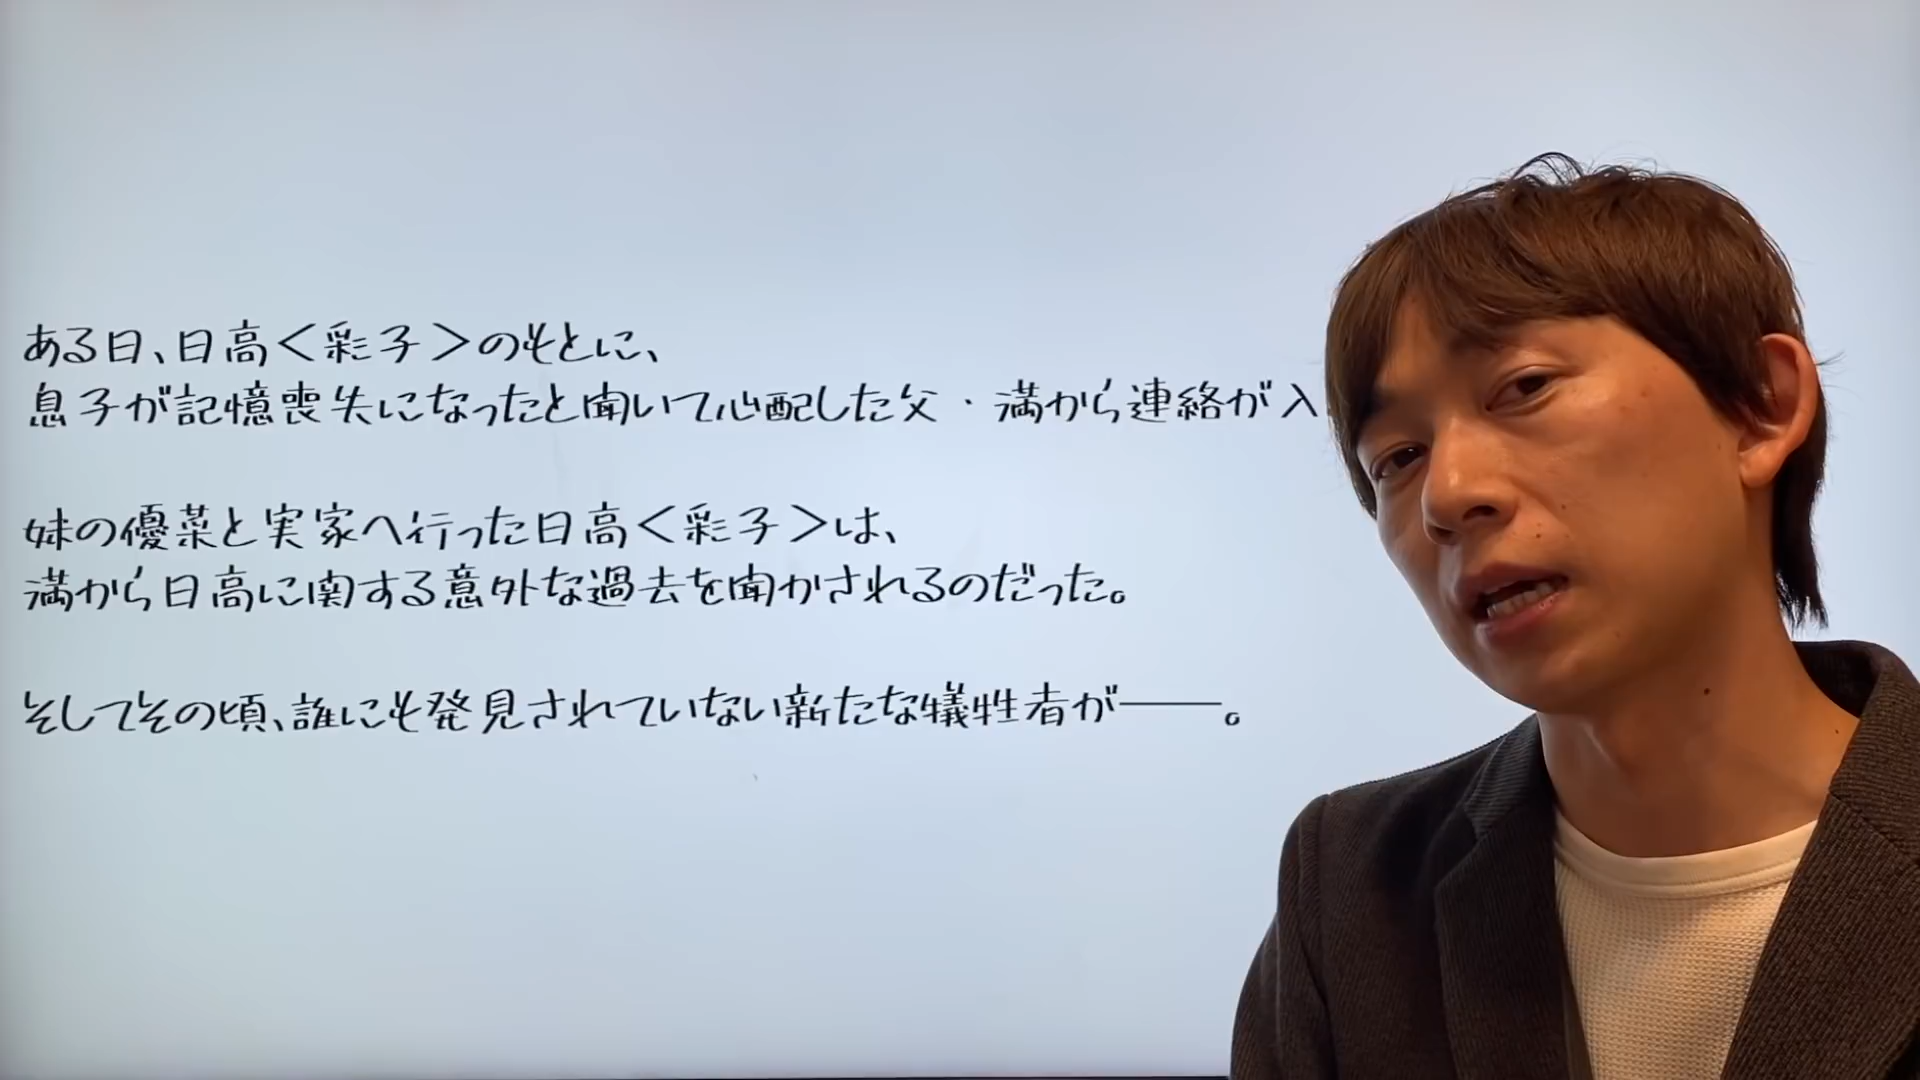 ある日、日高＜彩子＞のもとに、
息子が記憶喪失になったと聞いて心配した父・満から連絡が入
妹の優菜と実家へ行った日高＜彩子＞は、
満から日高に関する意外な過去を聞かされるのだった。
そしてその頃、誰にも発見されていない新たな犠牲者が――。